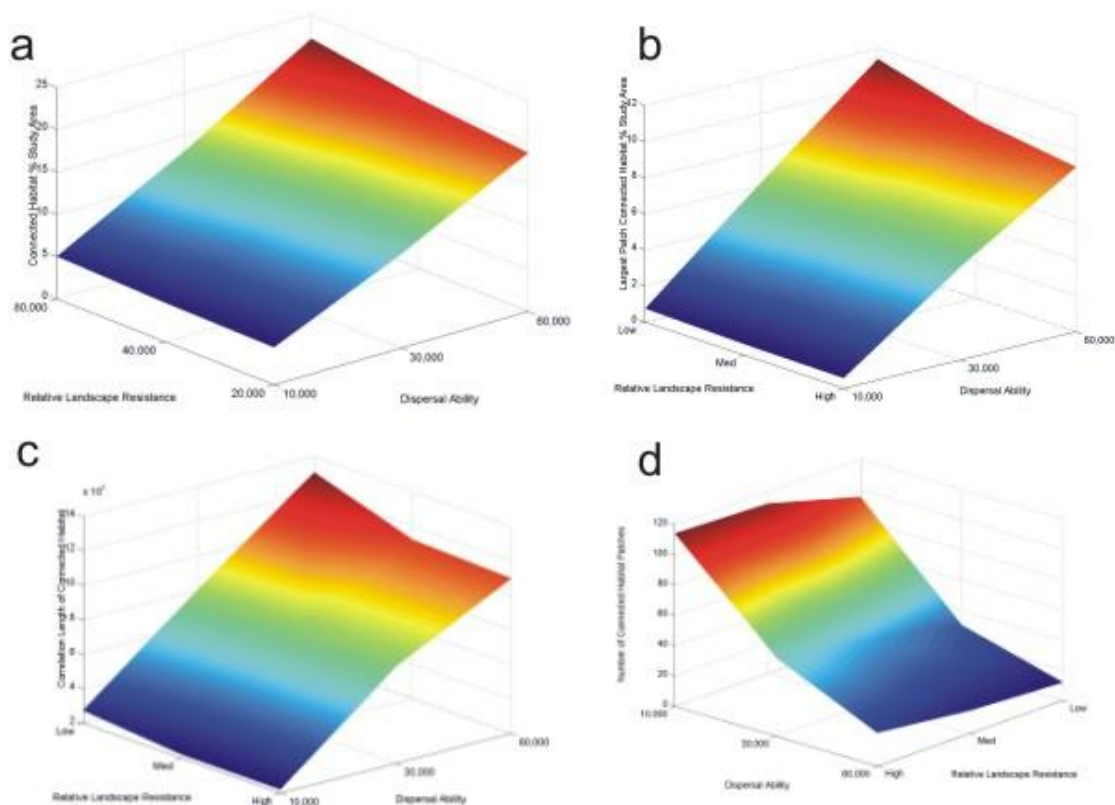 a
Connected Habitat % Study Area
25
20
15
10
5
0
80,000
40,000
20,000
10,000
30,000
60,000
Relative Landscape Resistance
Dispersal Ability
b
Largest Patch Connected Habitat % Study Area
12
10
8
6
4
2
0
Low
Med
High
10,000
30,000
60,000
Relative Landscape Resistance
Dispersal Ability
c
Correlation Length of Connected Habitat
14
12
10
8
6
4
2
Low
Med
High
10,000
30,000
60,000
Relative Landscape Resistance
Dispersal Ability
d
Number of Connected Habitat Patches
120
100
80
60
40
20
0
10,000
30,000
60,000
High
Med
Low
Dispersal Ability
Relative Landscape Resistance